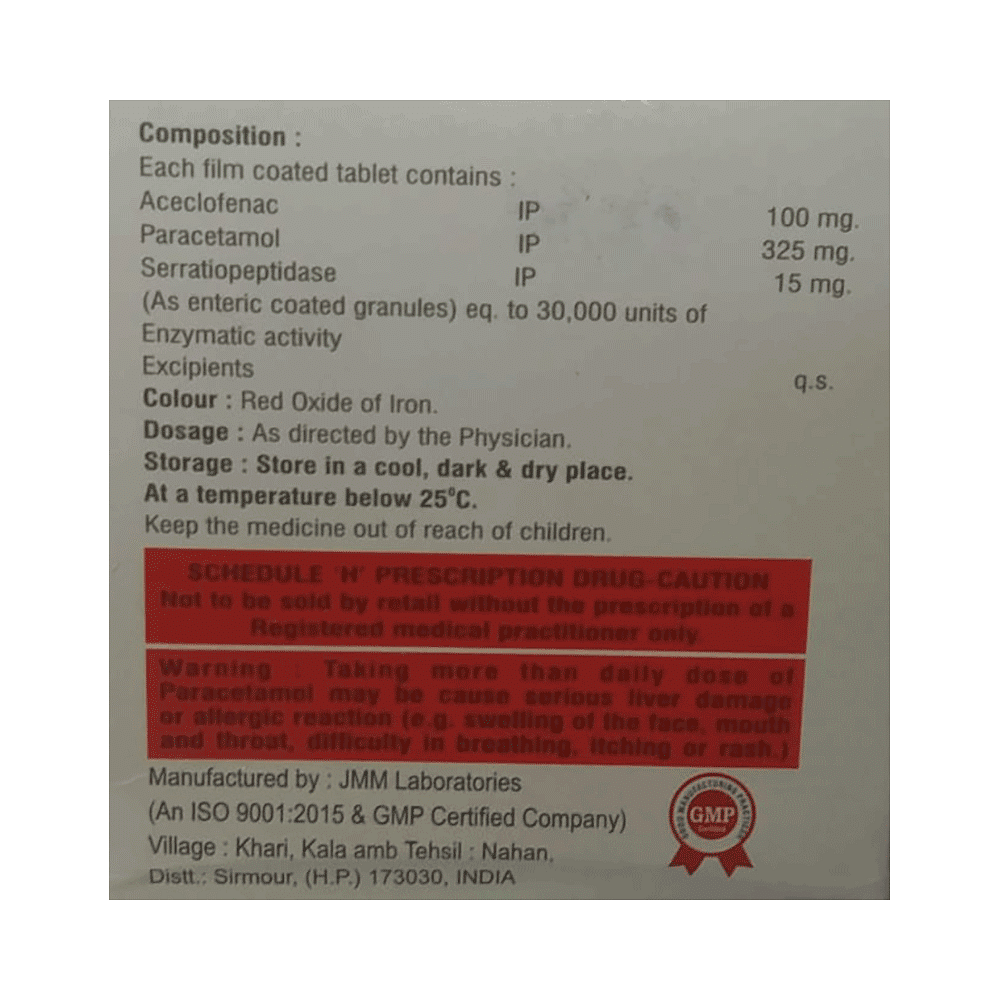 Composition :
Each film coated tablet contains :
Aceclofenac IP 100 mg.
Paracetamol IP 325 mg.
Serratiopeptidase IP 15 mg.
(As enteric coated granules) eq. to 30,000 units of
Enzymatic activity
Excipients q.s.
Colour : Red Oxide of Iron.
Dosage : As directed by the Physician.
Storage : Store in a cool, dark & dry place.
At a temperature below 25°C.
Keep the medicine out of reach of children.
SCHEDULE 'H' PRESCRIPTION DRUG-CAUTION
Not to be sold by retail without the prescription of a
Registered medical practitioner only.
Warning : Taking more than daily dose of
Paracetamol may be cause serious liver damage
or allergic reaction (e.g. swelling of the face, mouth
and throat, difficulty in breathing, itching or rash.)
Manufactured by : JMM Laboratories
(An ISO 9001:2015 & GMP Certified Company)
Village : Khari, Kala amb Tehsil : Nahan,
Distt.: Sirmour, (H.P.) 173030, INDIA
GOOD MANUFACTURING PRACTICES
GMP
Certified